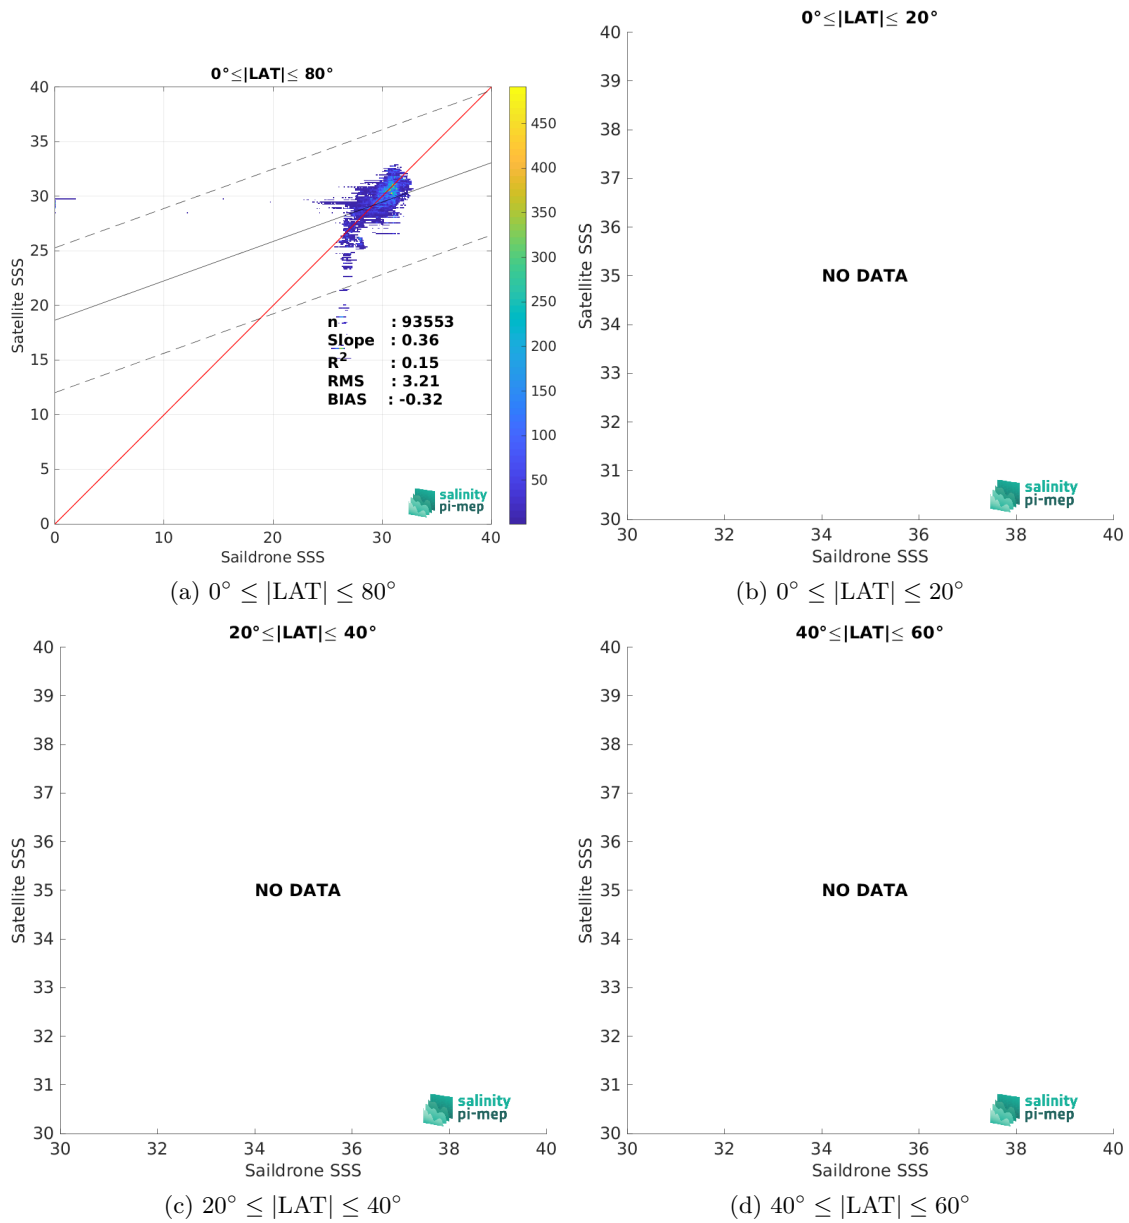 0°≤|LAT|≤ 80°
40
35
30
25
20
15
10
5
0
0
10
20
30
40
Satellite SSS
Saildrone SSS
n : 93553
Slope : 0.36
R² : 0.15
RMS : 3.21
BIAS : -0.32
450
400
350
300
250
200
150
100
50
salinity
pi-mep
(a) 0° ≤ |LAT| ≤ 80°
0°≤|LAT|≤ 20°
40
39
38
37
36
35
34
33
32
31
30
30
32
34
36
38
40
Satellite SSS
NO DATA
salinity
pi-mep
Saildrone SSS
(b) 0° ≤ |LAT| ≤ 20°
20°≤|LAT|≤ 40°
40
39
38
37
36
35
34
33
32
31
30
30
32
34
36
38
40
Satellite SSS
NO DATA
salinity
pi-mep
Saildrone SSS
(c) 20° ≤ |LAT| ≤ 40°
40°≤|LAT|≤ 60°
40
39
38
37
36
35
34
33
32
31
30
30
32
34
36
38
40
Satellite SSS
NO DATA
salinity
pi-mep
Saildrone SSS
(d) 40° ≤ |LAT| ≤ 60°